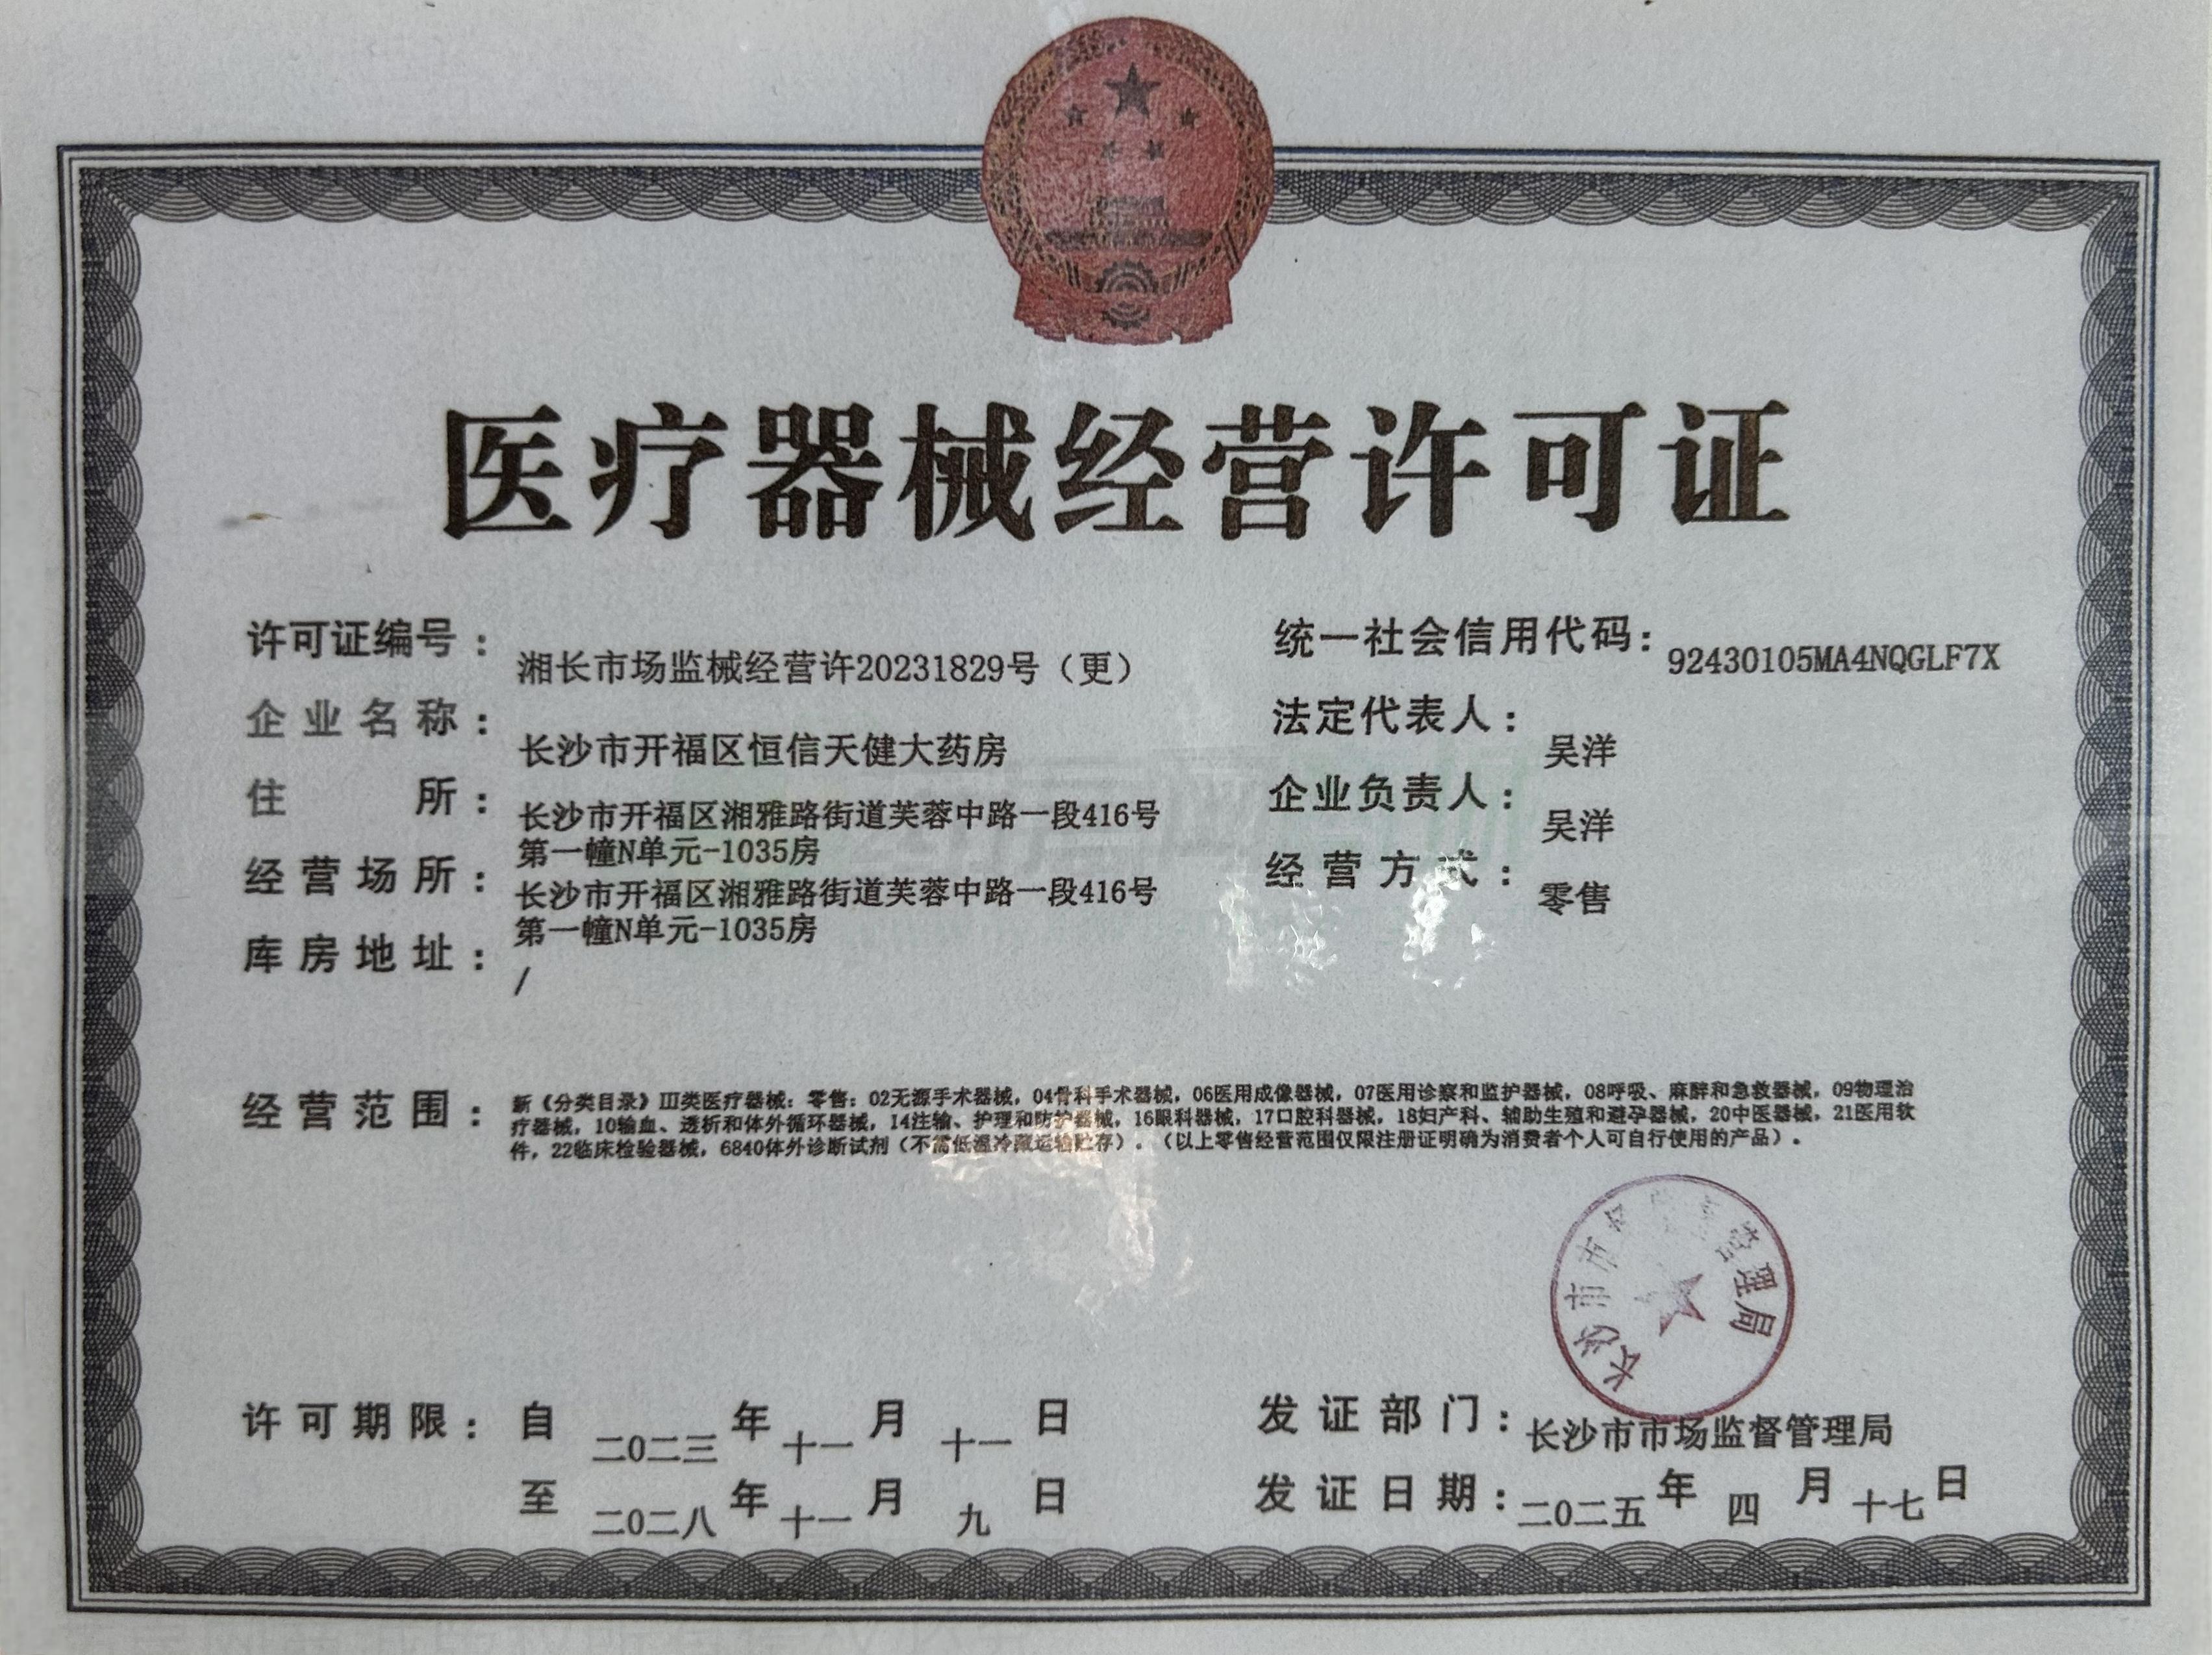 医疗器械经营许可证
许可证编号：湘长市场监械经营许20231829号（更）
统一社会信用代码：92430105MA4NQGLF7X
企业名称：长沙市开福区恒信天健大药房
法定代表人：吴洋
住所：长沙市开福区湘雅路街道芙蓉中路一段416号
第一幢N单元-1035房
企业负责人：吴洋
经营场所：长沙市开福区湘雅路街道芙蓉中路一段416号
第一幢N单元-1035房
经营方式：零售
库房地址：/
经营范围：新《分类目录》III类医疗器械：零售：02无源手术器械，04骨科手术器械，06医用成像器械，07医用诊察和监护器械，08呼吸、麻醉和急救器械，09物理治
疗器械，10输血、透析和体外循环器械，14注输、护理和防护器械，16眼科器械，17口腔科器械，18妇产科、辅助生殖和避孕器械，20中医器械，21医用软
件，22临床检验器械，6840体外诊断试剂（不需低温冷藏运输贮存）。（以上零售经营范围仅限注册证明确为消费者个人可自行使用的产品）。
长沙市市场监督管理局
许可期限：自二〇二三年十一月十一日
至二〇二八年十一月九日
发证部门：长沙市市场监督管理局
发证日期：二〇二五年四月十七日